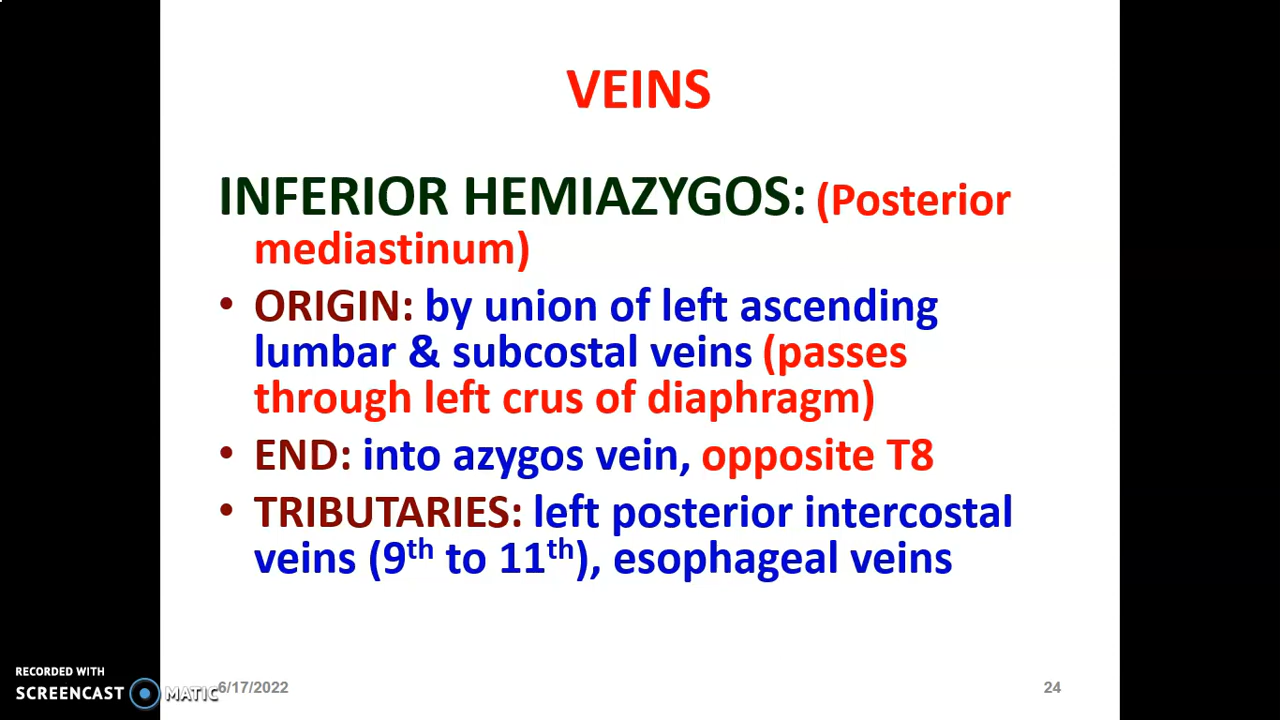 VEINS
INFERIOR HEMIAZYGOS: (Posterior
mediastinum)
• ORIGIN: by union of left ascending
lumbar & subcostal veins (passes
through left crus of diaphragm)
• END: into azygos vein, opposite T8
• TRIBUTARIES: left posterior intercostal
veins (9th to 11th), esophageal veins
RECORDED WITH
SCREENCAST MATIC
6/17/2022
24